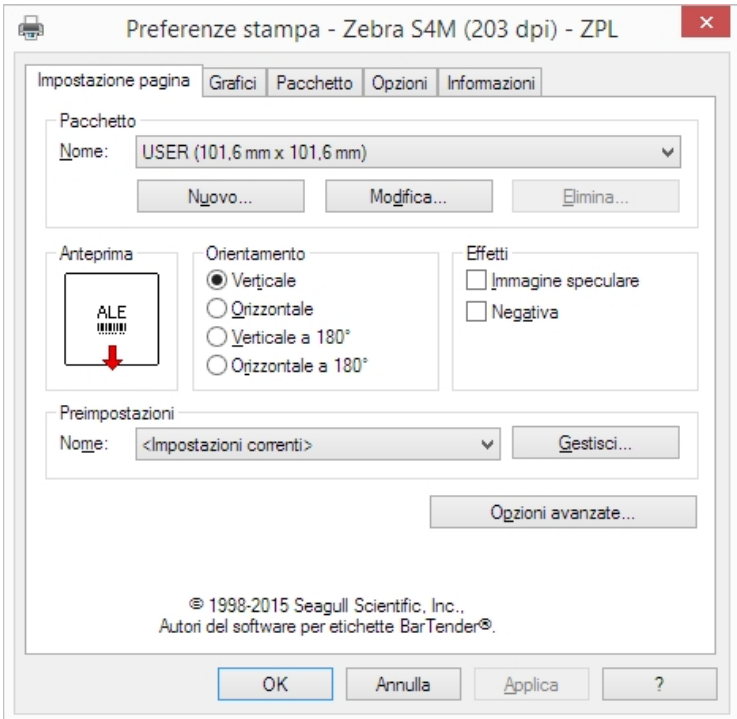 Preferenze stampa - Zebra S4M (203 dpi) - ZPL
Impostazione pagina Grafici Pacchetto Opzioni Informazioni
Pacchetto
Nome: USER (101,6 mm x 101,6 mm)
Nuovo... Modifica... Elimina...
Anteprima
ALE
Orientamento
Verticale
Orizzontale
Verticale a 180°
Orizzontale a 180°
Effetti
Immagine speculare
Negativa
Preimpostazioni
Nome: <Impostazioni correnti> Gestisci...
Opzioni avanzate...
© 1998-2015 Seagull Scientific, Inc.,
Autori del software per etichette BarTender®.
OK Annulla Applica ?